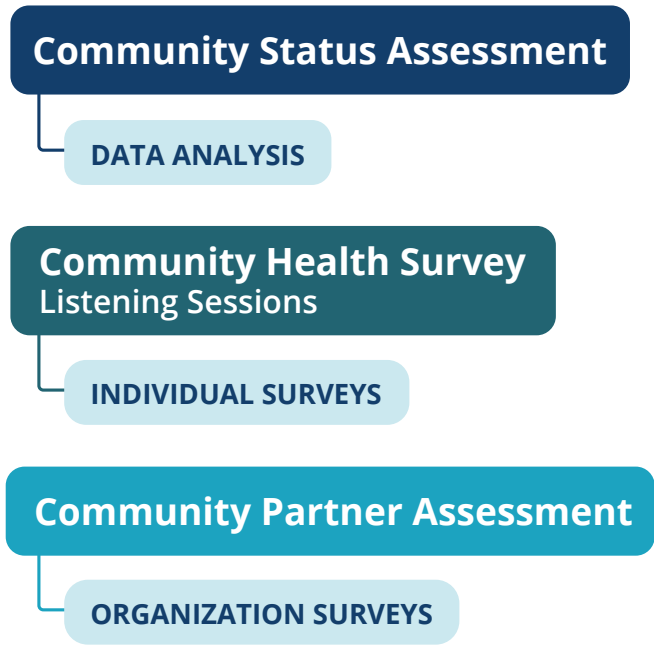 Community Status Assessment
DATA ANALYSIS
Community Health Survey
Listening Sessions
INDIVIDUAL SURVEYS
Community Partner Assessment
ORGANIZATION SURVEYS